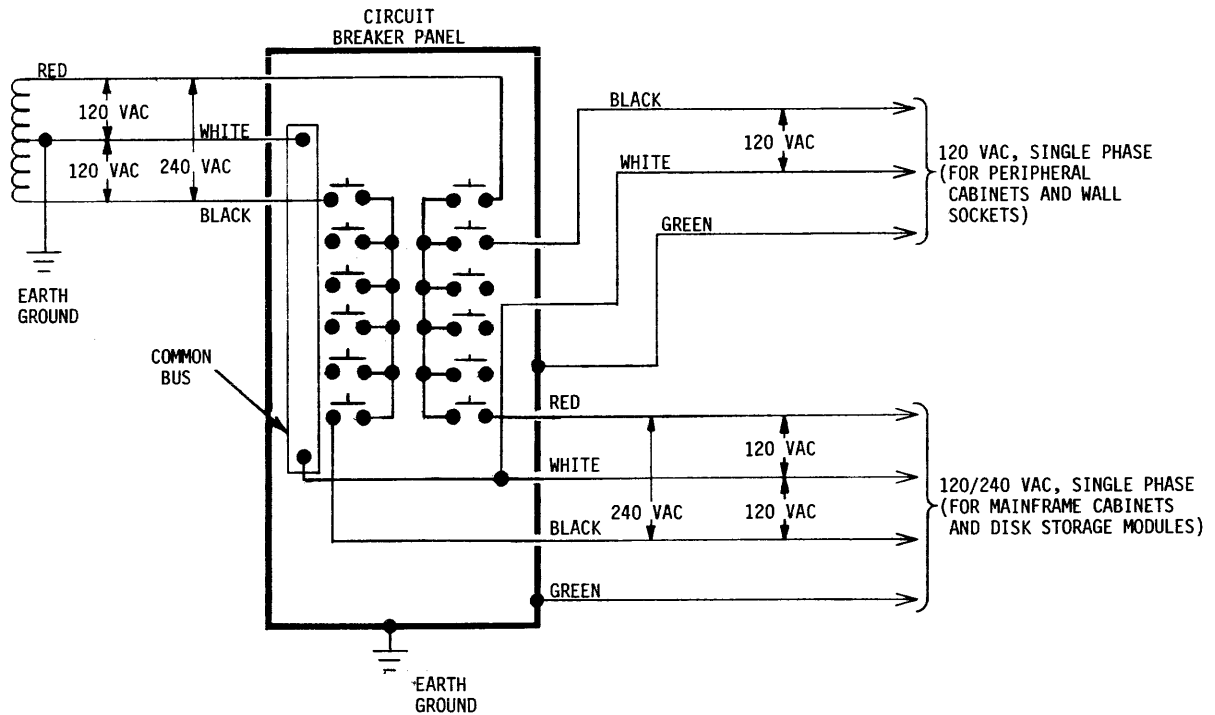 CIRCUIT
BREAKER PANEL
RED
120 VAC
WHITE
120 VAC
240 VAC
BLACK
EARTH
GROUND
COMMON
BUS
BLACK
120 VAC
WHITE
GREEN
120 VAC, SINGLE PHASE
(FOR PERIPHERAL
CABINETS AND WALL
SOCKETS)
RED
120 VAC
WHITE
240 VAC
120 VAC
BLACK
GREEN
120/240 VAC, SINGLE PHASE
(FOR MAINFRAME CABINETS
AND DISK STORAGE MODULES)
EARTH
GROUND